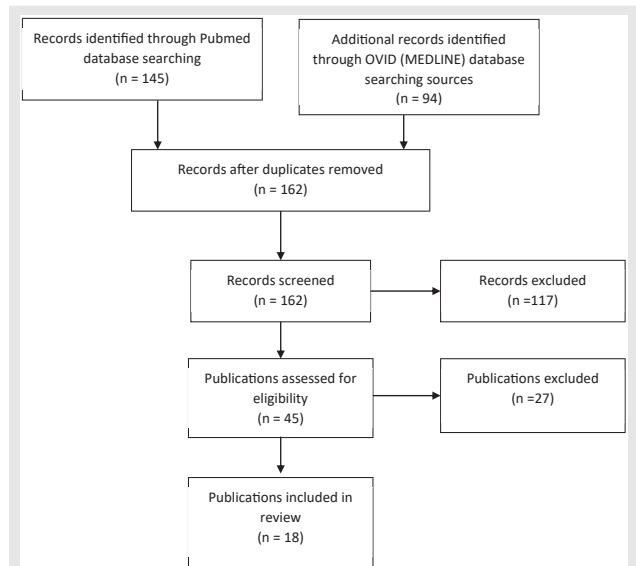 Records identified through Pubmed
database searching
(n = 145)
Additional records identified
through OVID (MEDLINE) database
searching sources
(n = 94)
Records after duplicates removed
(n = 162)
Records screened
(n = 162)
Records excluded
(n =117)
Publications assessed for
eligibility
(n = 45)
Publications excluded
(n =27)
Publications included in
review
(n = 18)